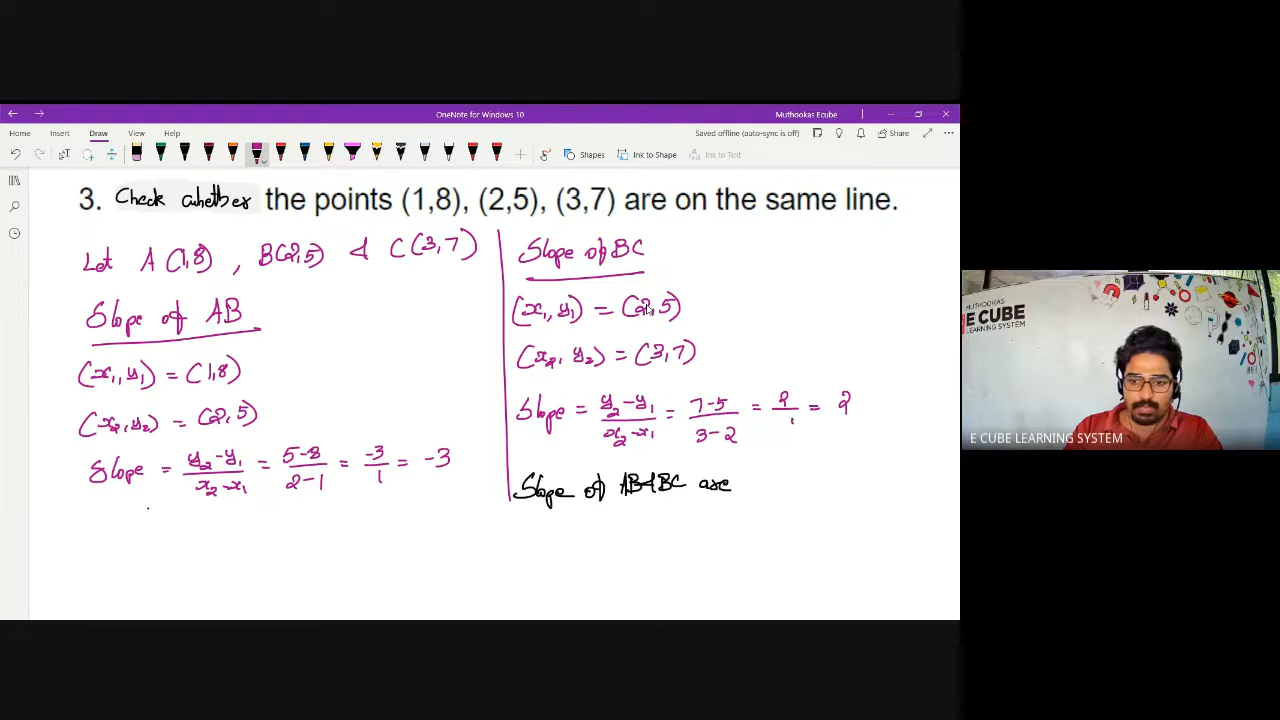 OneNote for Windows 10
Muthookas Ecube
Home Insert Draw View Help
Saved offline (auto-sync is off)
Share
Shapes
Ink to Shape
Ink to Text
3. Check whether the points (1,8), (2,5), (3,7) are on the same line.
Let A(1,8), B(2,5) & C(3,7)
Slope of AB
(x₁, y₁) = (1,8)
(x₂, y₂) = (2,5)
Slope = y₂-y₁/x₂-x₁ = 5-8/2-1 = -3/1 = -3
Slope of BC
(x₁, y₁) = (2,5)
(x₂, y₂) = (3,7)
Slope = y₂-y₁/x₂-x₁ = 7-5/3-2 = 2/1 = 2
Slope of AB & BC are
MUTHOOKAS
E CUBE
LEARNING SYSTEM
E CUBE LEARNING SYSTEM